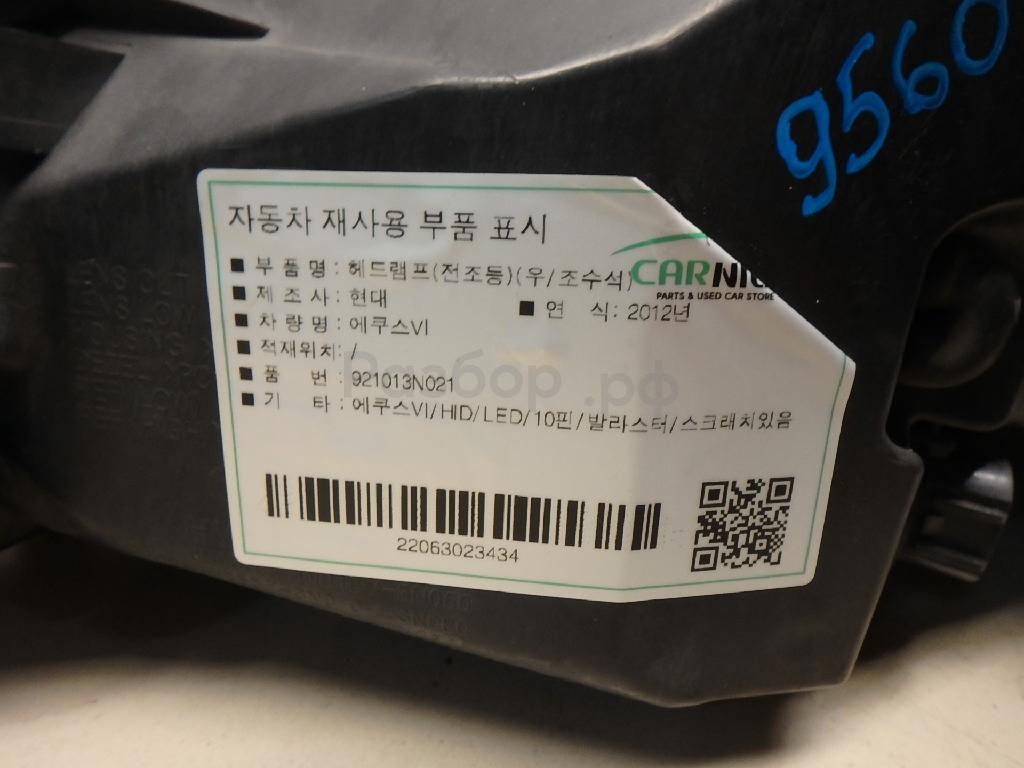 9560
자동차 재사용 부품 표시
■ 부 품 명 : 헤드램프(전조등)(우/조수석)
CARNI
PARTS & USED CAR STORE
■ 제 조 사 : 현대 ■ 연 식: 2012년
■ 차 량 명 : 에쿠스VI
■ 적재위치: /
■ 품 번 : 921013N021
■ 기 타 : 에쿠스VI/HID/LED/10핀/발라스터/스크래치있음
Разбор.рф
22063023434